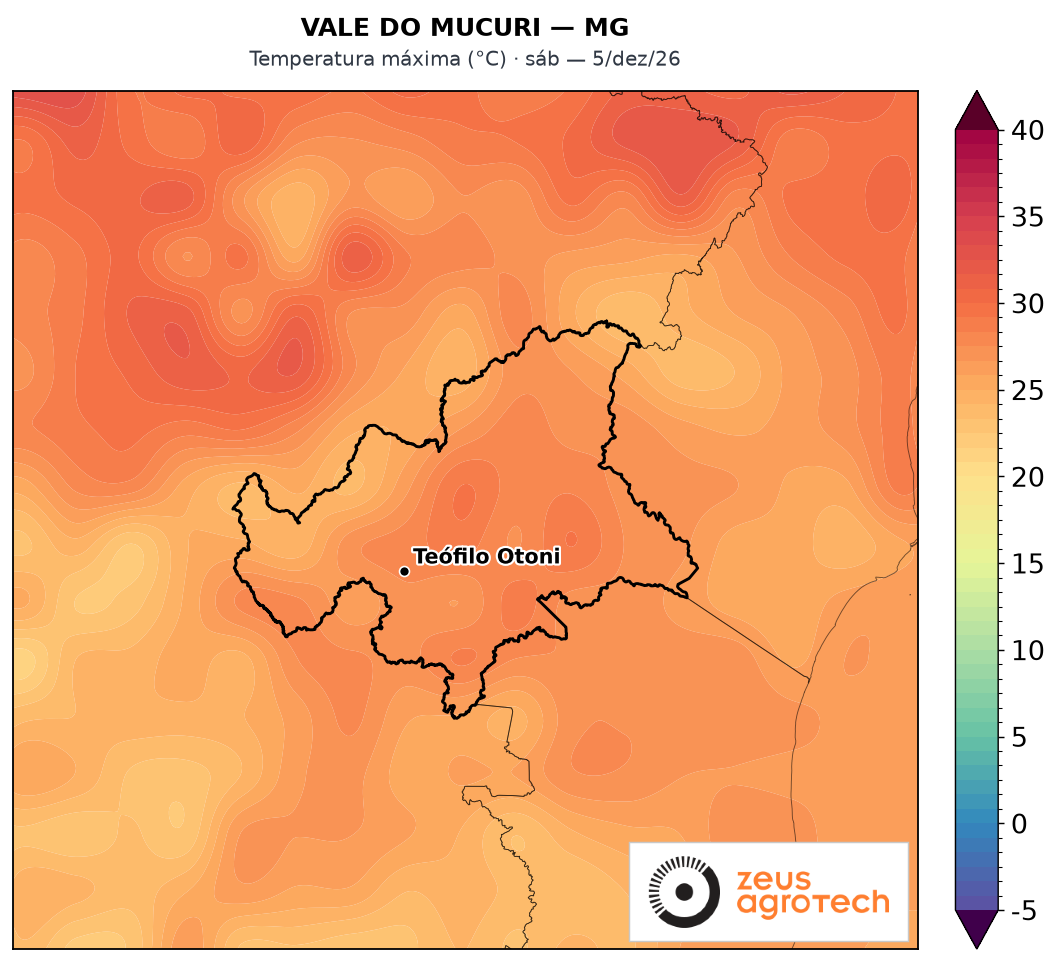 VALE DO MUCURI — MG
Temperatura máxima (°C) · sáb — 5/dez/26
40
35
30
25
20
15
10
5
0
-5
Teófilo Otoni
zeus
agrotech